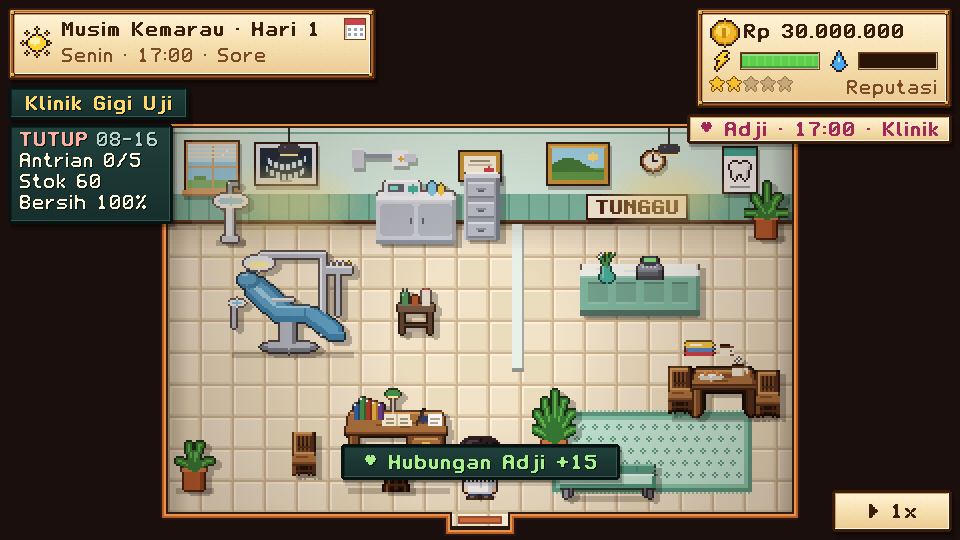 Musim Kemarau · Hari 1
Senin · 17:00 · Sore
Rp 30.000.000
Reputasi
Klinik Gigi Uji
♥ Adji · 17:00 · Klinik
TUTUP 08-16
Antrian 0/5
Stok 60
Bersih 100%
TUNGGU
♥ Hubungan Adji +15
1x